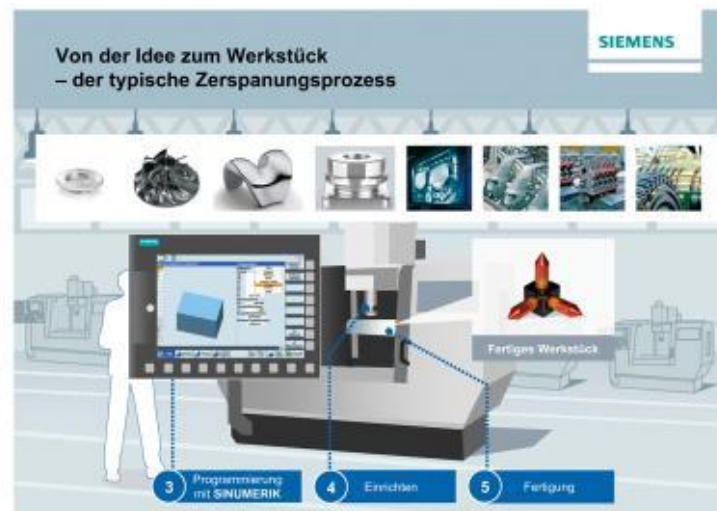 Von der Idee zum Werkstück
– der typische Zerspanungsprozess
SIEMENS
SIEMENS
Fertiges Werkstück
3 Programmierung
mit SINUMERIK
4 Einrichten
5 Fertigung